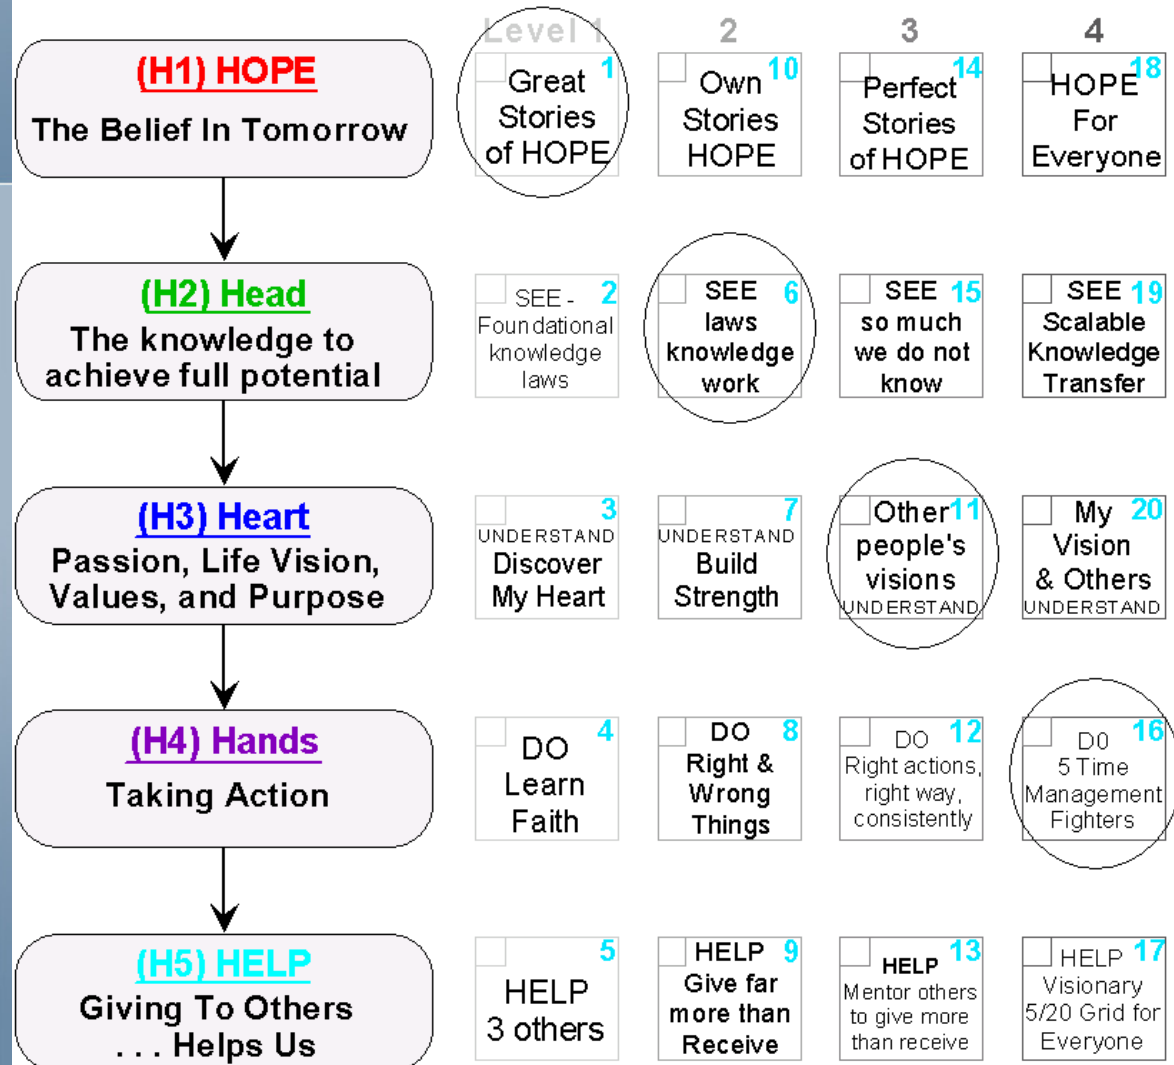 Level 1 2 3 4
(H1) HOPE
The Belief In Tomorrow
1
Great
Stories
of HOPE
10
Own
Stories
HOPE
14
Perfect
Stories
of HOPE
18
HOPE
For
Everyone
(H2) Head
The knowledge to
achieve full potential
SEE - 2
Foundational
knowledge
laws
SEE 6
laws
knowledge
work
SEE 15
so much
we do not
know
SEE 19
Scalable
Knowledge
Transfer
(H3) Heart
Passion, Life Vision,
Values, and Purpose
3
UNDERSTAND
Discover
My Heart
7
UNDERSTAND
Build
Strength
Other 11
people's
visions
UNDERSTAND
My 20
Vision
& Others
UNDERSTAND
(H4) Hands
Taking Action
4
DO
Learn
Faith
DO 8
Right &
Wrong
Things
DO 12
Right actions,
right way,
consistently
16
D0
5 Time
Management
Fighters
(H5) HELP
Giving To Others
. . . Helps Us
5
HELP
3 others
HELP 9
Give far
more than
Receive
13
HELP
Mentor others
to give more
than receive
HELP 17
Visionary
5/20 Grid for
Everyone